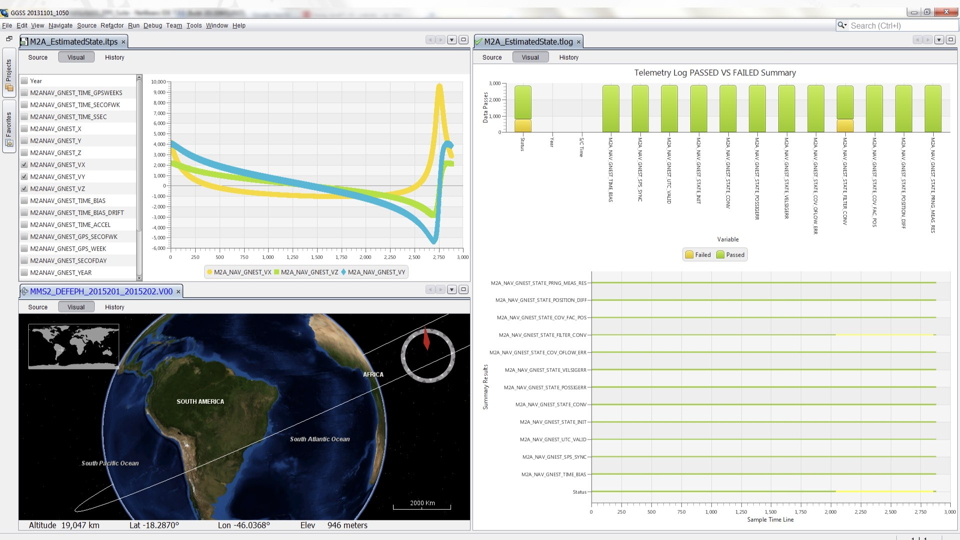 GGSS 20131101_1050
File Edit View Navigate Source Refactor Run Debug Team Tools Window Help
Search (Ctrl+I)
Projects
Favorites
M2A_EstimatedState.itps
Source Visual History
Year
M2ANAV_GNEST_TIME_GPSWEEKS
M2ANAV_GNEST_TIME_SECOFWK
M2ANAV_GNEST_TIME_SSEC
M2ANAV_GNEST_X
M2ANAV_GNEST_Y
M2ANAV_GNEST_Z
M2ANAV_GNEST_VX
M2ANAV_GNEST_VY
M2ANAV_GNEST_VZ
M2ANAV_GNEST_TIME_BIAS
M2ANAV_GNEST_TIME_BIAS_DRIFT
M2ANAV_GNEST_TIME_ACCEL
M2ANAV_GNEST_GPS_SECOFWK
M2ANAV_GNEST_GPS_WEEK
M2ANAV_GNEST_SECOFDAY
M2ANAV_GNEST_YEAR
10,000
9,000
8,000
7,000
6,000
5,000
4,000
3,000
2,000
1,000
0
-1,000
-2,000
-3,000
-4,000
-5,000
-6,000
0 250 500 750 1,000 1,250 1,500 1,750 2,000 2,250 2,500 2,750 3,000
M2A_NAV_GNEST_VX M2A_NAV_GNEST_VZ M2A_NAV_GNEST_VY
MMS2_DEFEPH_2015201_2015202.V00
Source Visual History
AFRICA
SOUTH AMERICA
South Atlantic Ocean
South Pacific Ocean
2000 Km
Altitude 19,047 km Lat -18.2870° Lon -46.0368° Elev 946 meters
M2A_EstimatedState.tlog
Source Visual History
Telemetry Log PASSED VS FAILED Summary
Data Passes
3,000
2,000
1,000
0
Status
Year
S/C Time
M2A_NAV_GNEST_STATE_TIME_BIAS
M2A_NAV_GNEST_STATE_SPS_SYNC
M2A_NAV_GNEST_STATE_UTC_VALID
M2A_NAV_GNEST_STATE_INIT
M2A_NAV_GNEST_STATE_CONV
M2A_NAV_GNEST_STATE_POSSIGERR
M2A_NAV_GNEST_STATE_VELSIGERR
M2A_NAV_GNEST_STATE_COV_OFLOW_ERR
M2A_NAV_GNEST_STATE_FILTER_CONV
M2A_NAV_GNEST_STATE_COV_FAC_POS
M2A_NAV_GNEST_STATE_POSITION_DIFF
M2A_NAV_GNEST_STATE_PRNG_MEAS_RES
Variable
Failed Passed
Summary Results
M2A_NAV_GNEST_STATE_PRNG_MEAS_RES
M2A_NAV_GNEST_STATE_POSITION_DIFF
M2A_NAV_GNEST_STATE_COV_FAC_POS
M2A_NAV_GNEST_STATE_FILTER_CONV
M2A_NAV_GNEST_STATE_COV_OFLOW_ERR
M2A_NAV_GNEST_STATE_VELSIGERR
M2A_NAV_GNEST_STATE_POSSIGERR
M2A_NAV_GNEST_STATE_CONV
M2A_NAV_GNEST_STATE_INIT
M2A_NAV_GNEST_UTC_VALID
M2A_NAV_GNEST_SPS_SYNC
M2A_NAV_GNEST_TIME_BIAS
Status
0 250 500 750 1,000 1,250 1,500 1,750 2,000 2,250 2,500 2,750 3,000
Sample Time Line